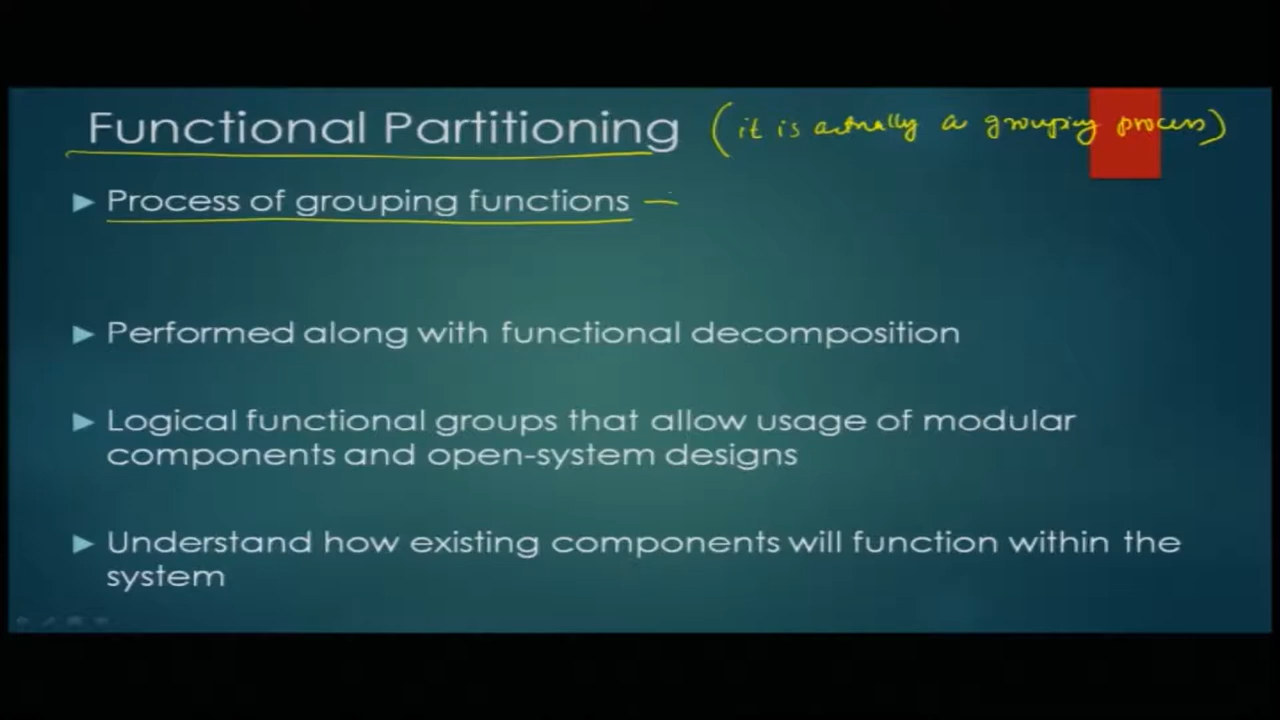 Functional Partitioning (it is actually a grouping process)
Process of grouping functions —
Performed along with functional decomposition
Logical functional groups that allow usage of modular
components and open-system designs
Understand how existing components will function within the
system